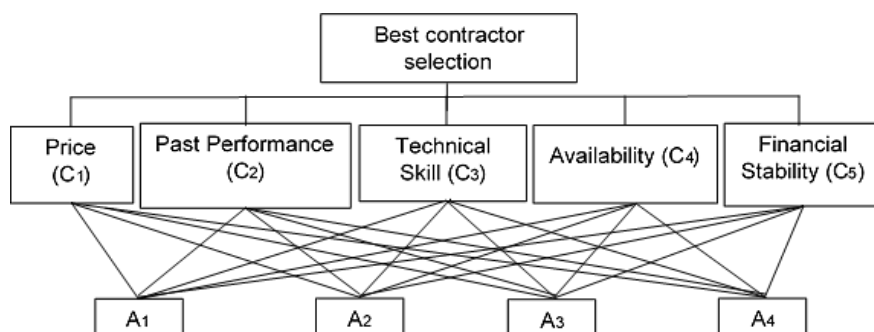 Best contractor
selection
Price
(C1)
Past Performance
(C2)
Technical
Skill (C3)
Availability (C4)
Financial
Stability (C5)
A1
A2
A3
A4